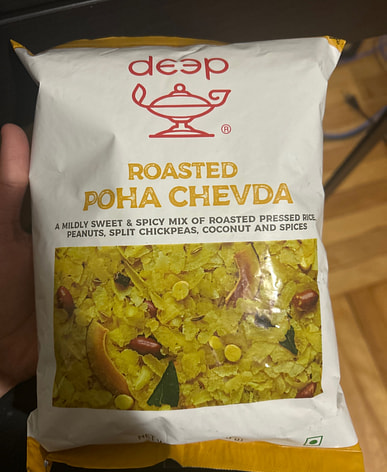 deep
®
ROASTED
POHA CHEVDA
A MILDLY SWEET & SPICY MIX OF ROASTED PRESSED RICE,
PEANUTS, SPLIT CHICKPEAS, COCONUT AND SPICES